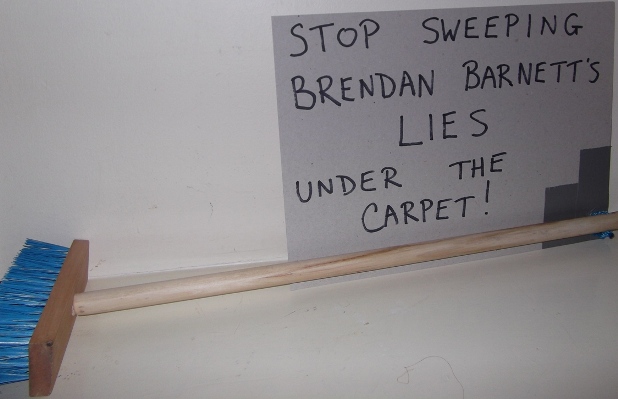 STOP SWEEPING
BRENDAN BARNETT'S
LIES
UNDER THE
CARPET!